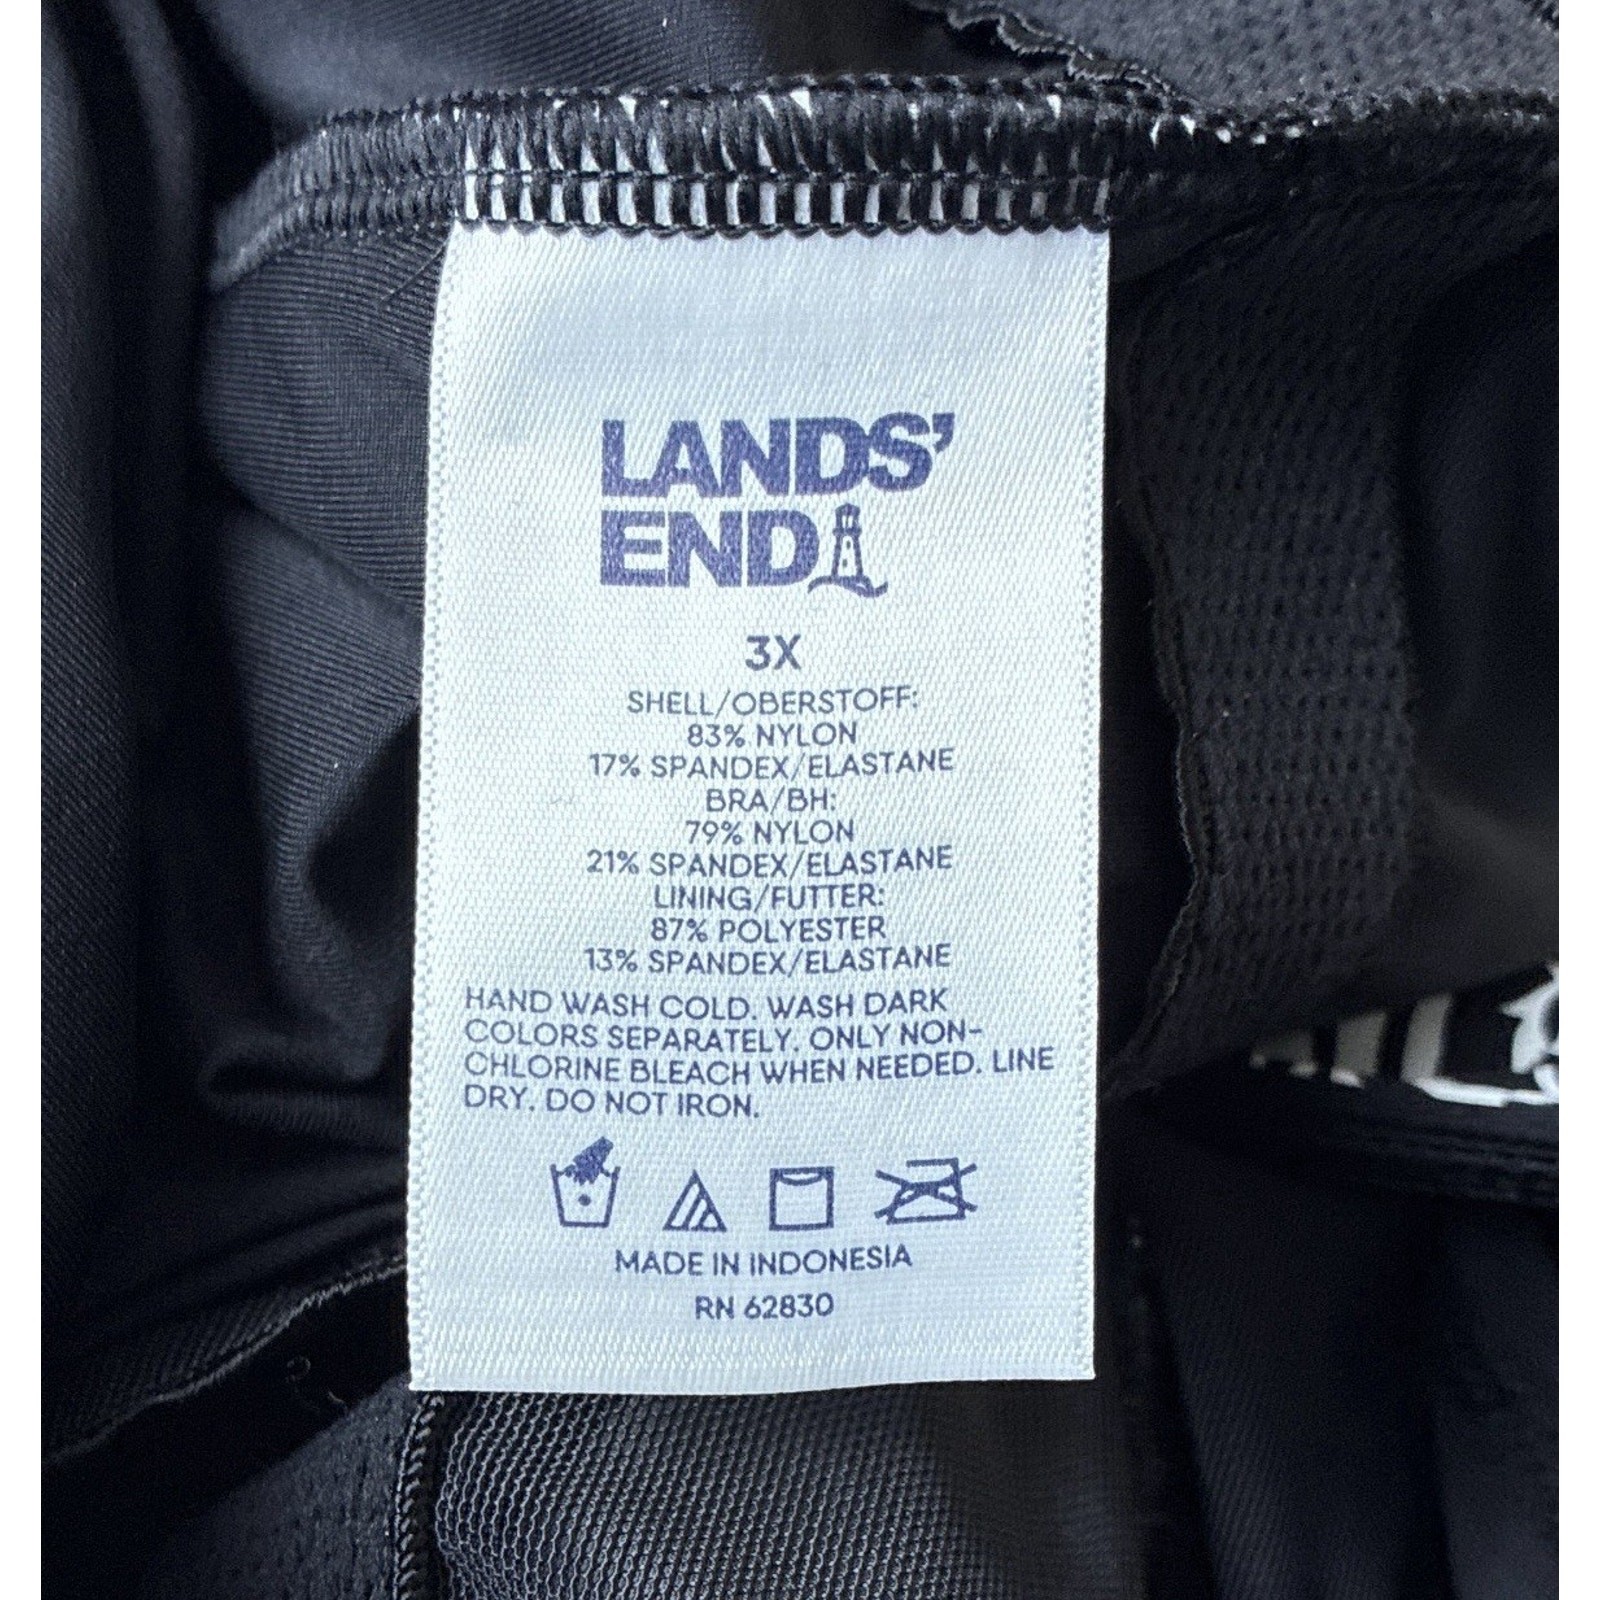 LANDS'
END
3X
SHELL/OBERSTOFF:
83% NYLON
17% SPANDEX/ELASTANE
BRA/BH:
79% NYLON
21% SPANDEX/ELASTANE
LINING/FUTTER:
87% POLYESTER
13% SPANDEX/ELASTANE
HAND WASH COLD. WASH DARK
COLORS SEPARATELY. ONLY NON-
CHLORINE BLEACH WHEN NEEDED. LINE
DRY. DO NOT IRON.
MADE IN INDONESIA
RN 62830